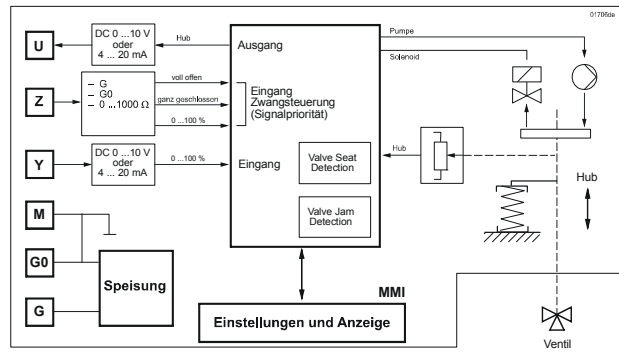 01706de
U
DC 0 ...10 V
oder
4 ... 20 mA
Hub
Ausgang
Pumpe
Solenoid
Z
– G
– G0
– 0 ...1000 Ω
voll offen
ganz goschlossen
0 ...100 %
Eingang
Zwangsteuerung
(Signalpriorität)
Y
DC 0 ...10 V
oder
4 ... 20 mA
0 ...100 %
Eingang
Valve Seat
Detection
Valve Jam
Detection
Hub
Hub
M
G0
G
Speisung
MMI
Einstellungen und Anzeige
Ventil